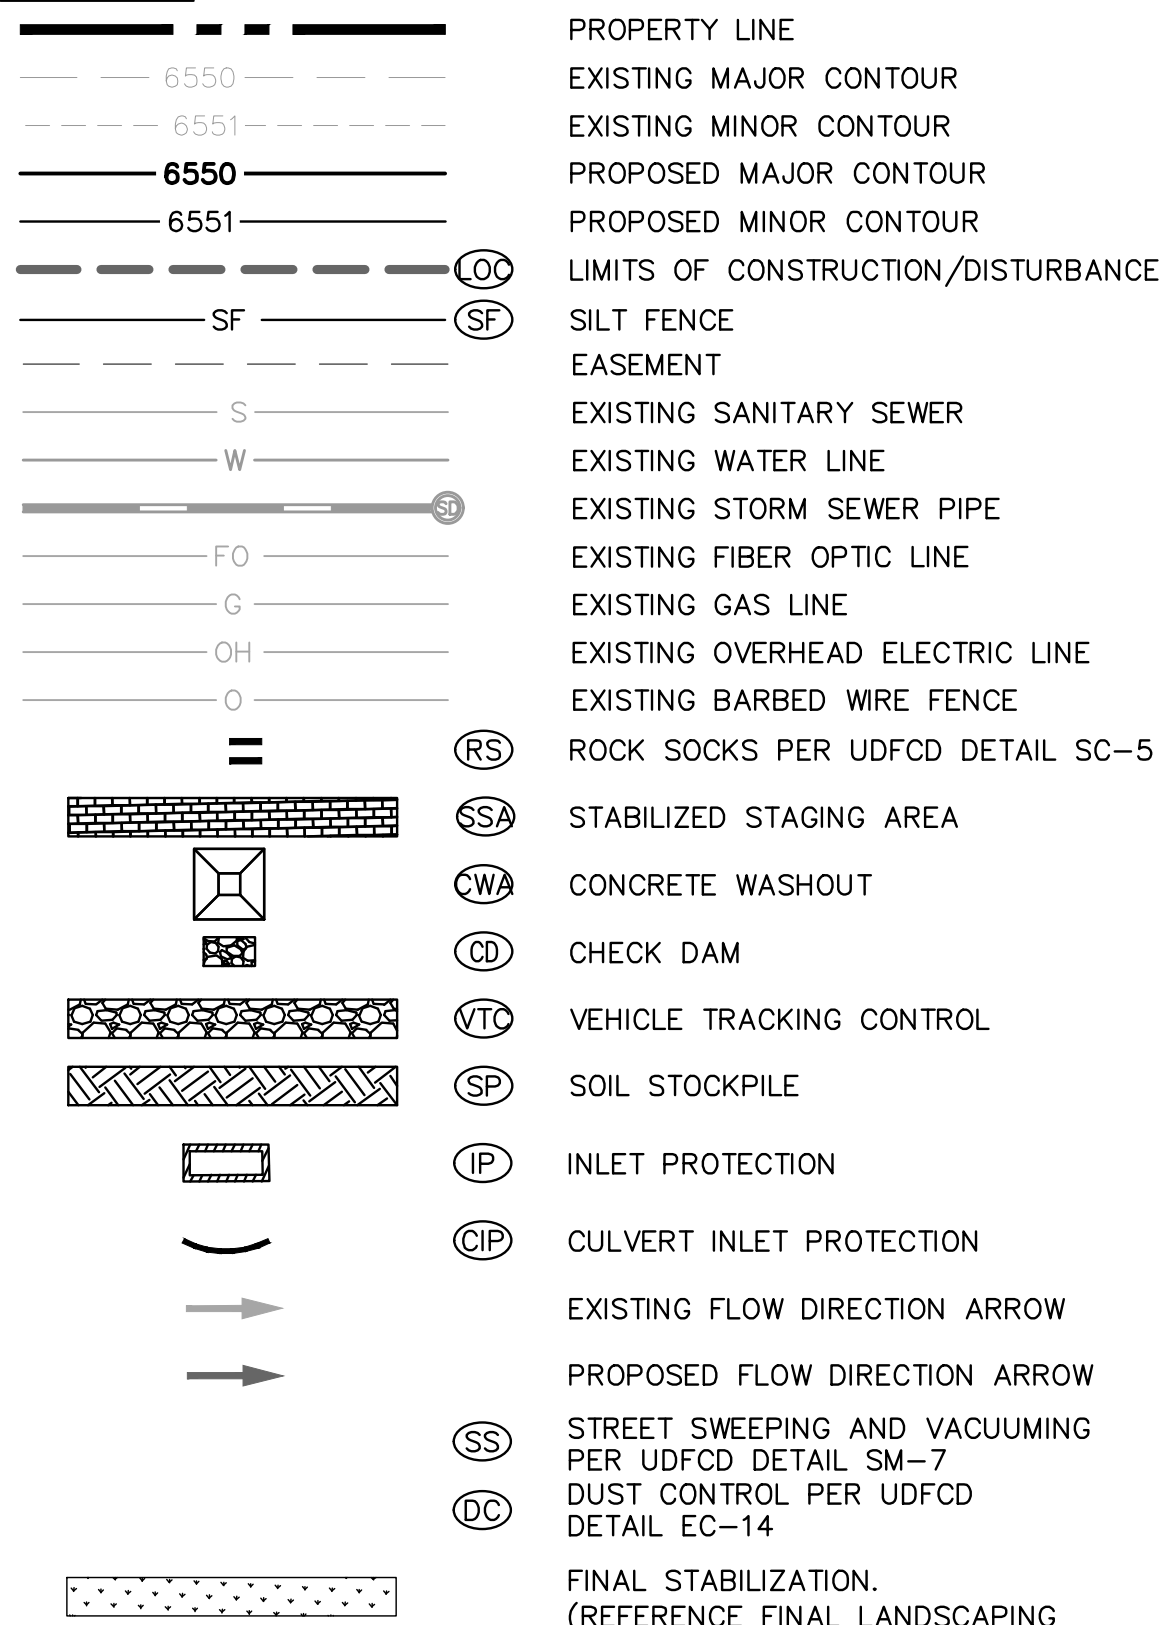 PROPERTY LINE
6550 EXISTING MAJOR CONTOUR
6551 EXISTING MINOR CONTOUR
6550 PROPOSED MAJOR CONTOUR
6551 PROPOSED MINOR CONTOUR
LOC LIMITS OF CONSTRUCTION/DISTURBANCE
SF SF SILT FENCE
EASEMENT
S EXISTING SANITARY SEWER
W EXISTING WATER LINE
SD EXISTING STORM SEWER PIPE
FO EXISTING FIBER OPTIC LINE
G EXISTING GAS LINE
OH EXISTING OVERHEAD ELECTRIC LINE
O EXISTING BARBED WIRE FENCE
RS ROCK SOCKS PER UDFCD DETAIL SC-5
SSA STABILIZED STAGING AREA
CWA CONCRETE WASHOUT
CD CHECK DAM
VTC VEHICLE TRACKING CONTROL
SP SOIL STOCKPILE
IP INLET PROTECTION
CIP CULVERT INLET PROTECTION
EXISTING FLOW DIRECTION ARROW
PROPOSED FLOW DIRECTION ARROW
SS STREET SWEEPING AND VACUUMING
PER UDFCD DETAIL SM-7
DC DUST CONTROL PER UDFCD
DETAIL EC-14
FINAL STABILIZATION.
(REFERENCE FINAL LANDSCAPING